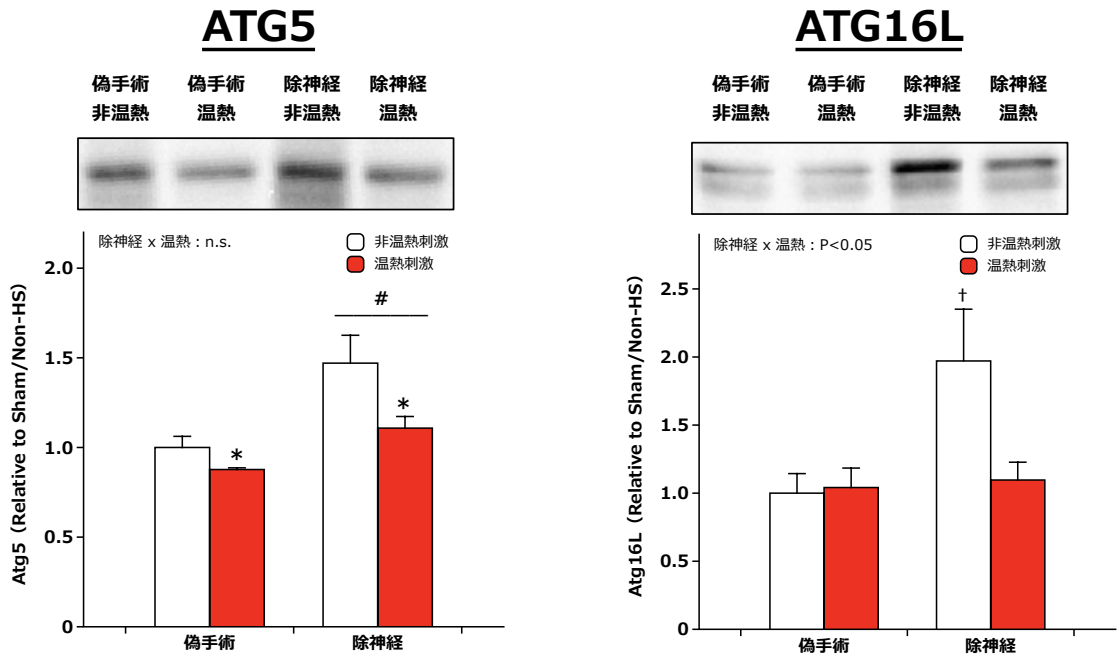 ATG5
偽手術 偽手術 除神経 除神経
非温熱 温熱 非温熱 温熱
除神経 x 温熱：n.s.
非温熱刺激
温熱刺激
Atg5 (Relative to Sham/Non-HS)
2.0
1.5
1.0
0.5
0
#
*
*
偽手術 除神経
ATG16L
偽手術 偽手術 除神経 除神経
非温熱 温熱 非温熱 温熱
除神経 x 温熱：P<0.05
非温熱刺激
温熱刺激
Atg16L (Relative to Sham/Non-HS)
2.5
2.0
1.5
1.0
0.5
0
†
偽手術 除神経